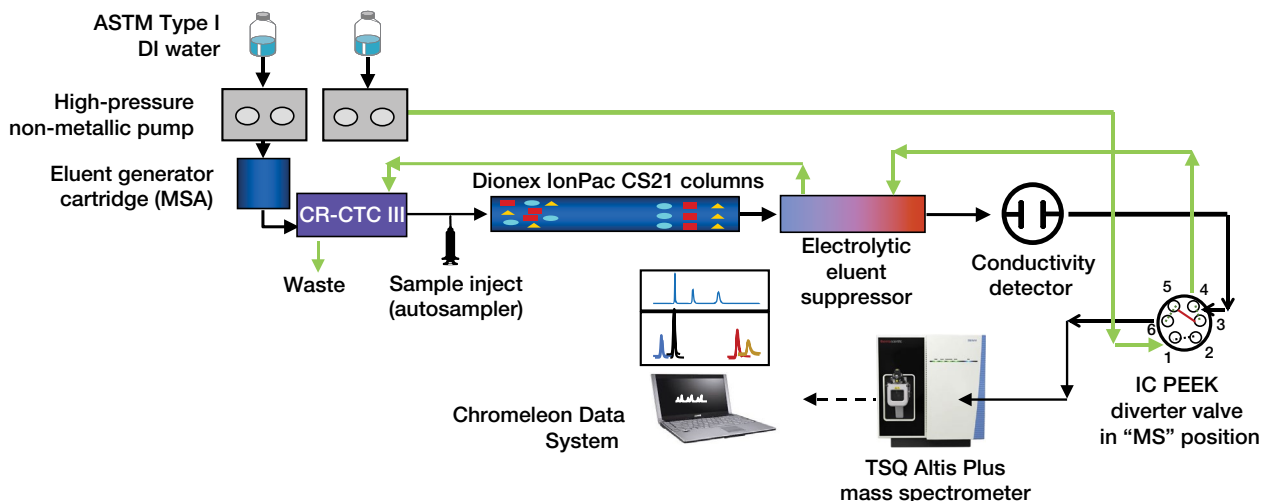 ASTM Type I
DI water
High-pressure
non-metallic pump
Eluent generator
cartridge (MSA)
CR-CTC III
Waste
Sample inject
(autosampler)
Dionex IonPac CS21 columns
Electrolytic
eluent
suppressor
Conductivity
detector
5
4
6
3
1
2
IC PEEK
diverter valve
in “MS” position
Chromeleon Data
System
TSQ Altis Plus
mass spectrometer